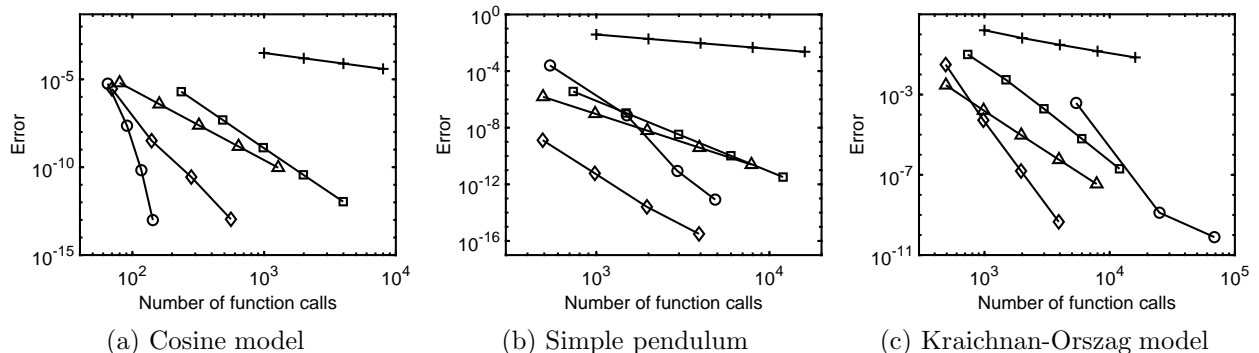 Error
10^-5
10^-10
10^-15
10^2
10^3
10^4
Number of function calls
(a) Cosine model
Error
10^0
10^-4
10^-8
10^-12
10^-16
10^3
10^4
Number of function calls
(b) Simple pendulum
Error
10^-3
10^-7
10^-11
10^3
10^4
10^5
Number of function calls
(c) Kraichnan-Orszag model